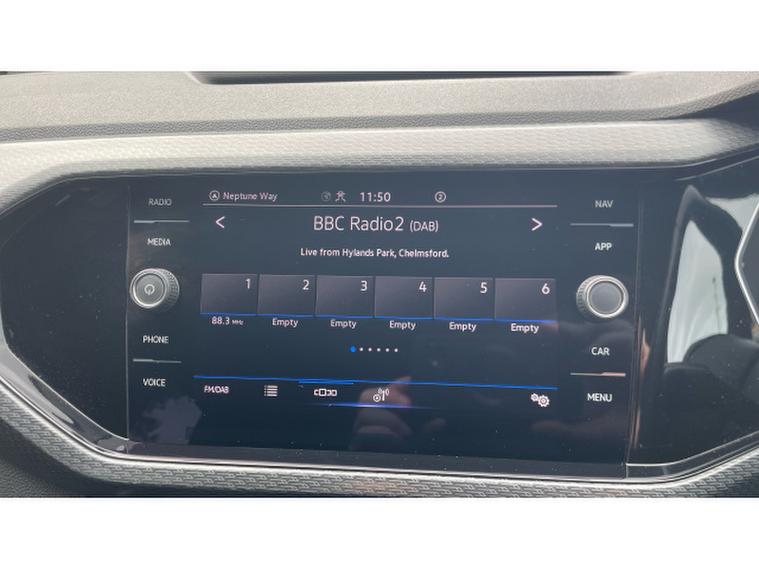 RADIO
MEDIA
PHONE
VOICE
Neptune Way 11:50 2
< BBC Radio2 (DAB) >
Live from Hylands Park, Chelmsford.
1 2 3 4 5 6
88.3 MHz Empty Empty Empty Empty Empty
FM/DAB
NAV
APP
CAR
MENU